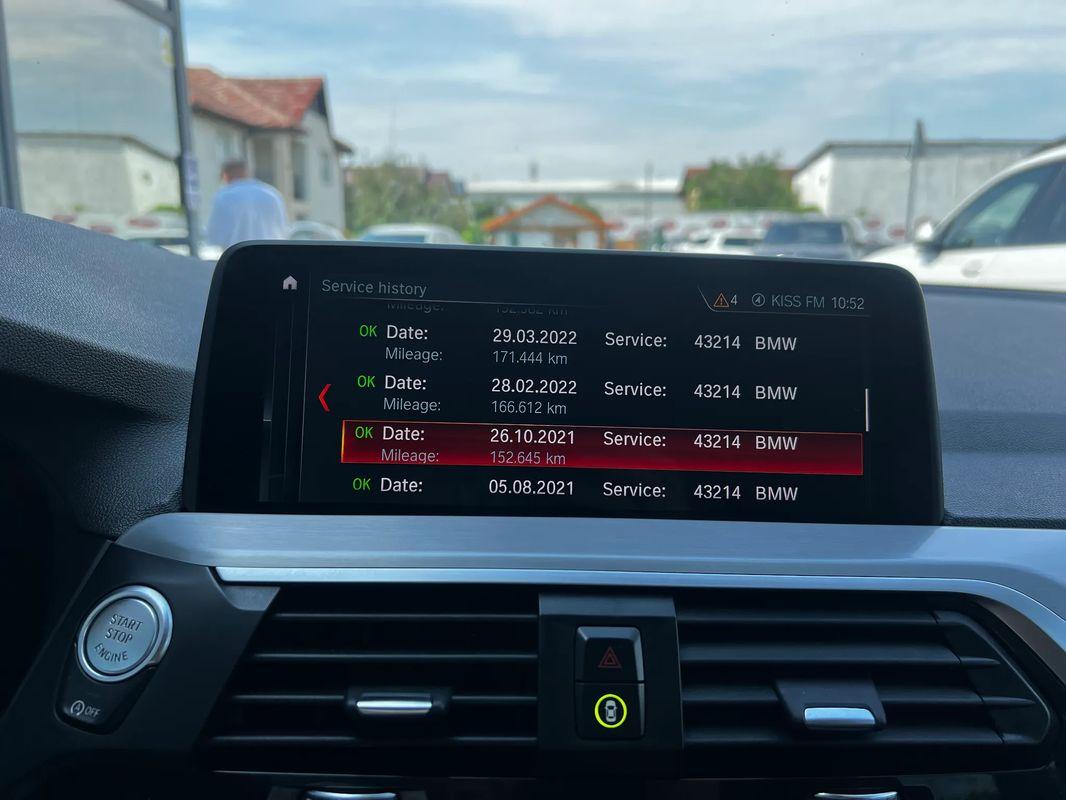 Service history
4 KISS FM 10:52
OK Date: 29.03.2022 Service: 43214 BMW
Mileage: 171.444 km
OK Date: 28.02.2022 Service: 43214 BMW
Mileage: 166.612 km
OK Date: 26.10.2021 Service: 43214 BMW
Mileage: 152.645 km
OK Date: 05.08.2021 Service: 43214 BMW
START
STOP
ENGINE
OFF